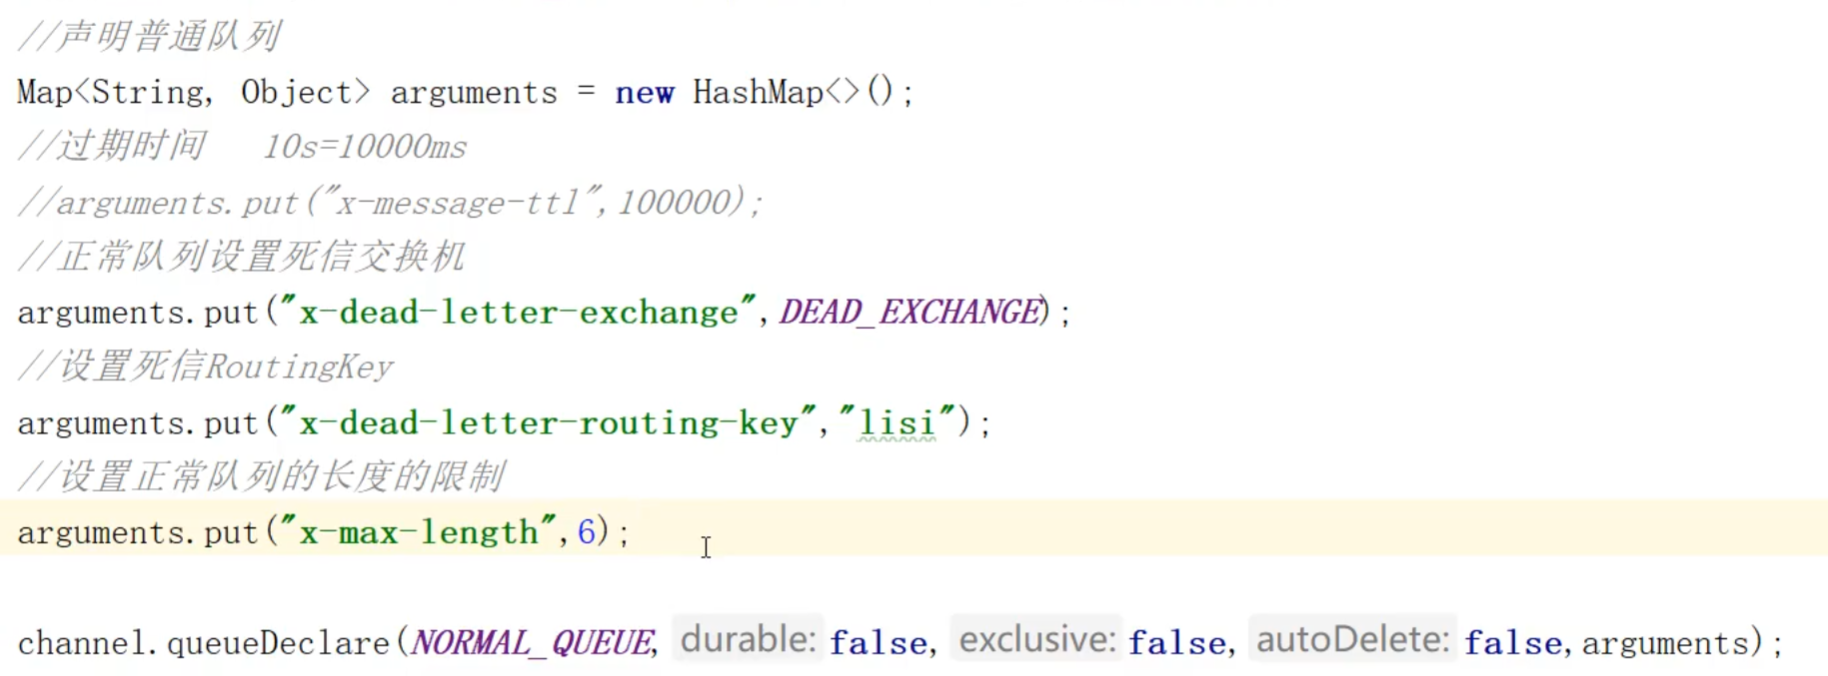 //声明普通队列
Map<String, Object> arguments = new HashMap<>();
//过期时间   10s=10000ms
//arguments.put("x-message-ttl",100000);
//正常队列设置死信交换机
arguments.put("x-dead-letter-exchange",DEAD_EXCHANGE);
//设置死信RoutingKey
arguments.put("x-dead-letter-routing-key","lisi");
//设置正常队列的长度的限制
arguments.put("x-max-length",6);
channel.queueDeclare(NORMAL_QUEUE, durable: false, exclusive: false, autoDelete: false,arguments);